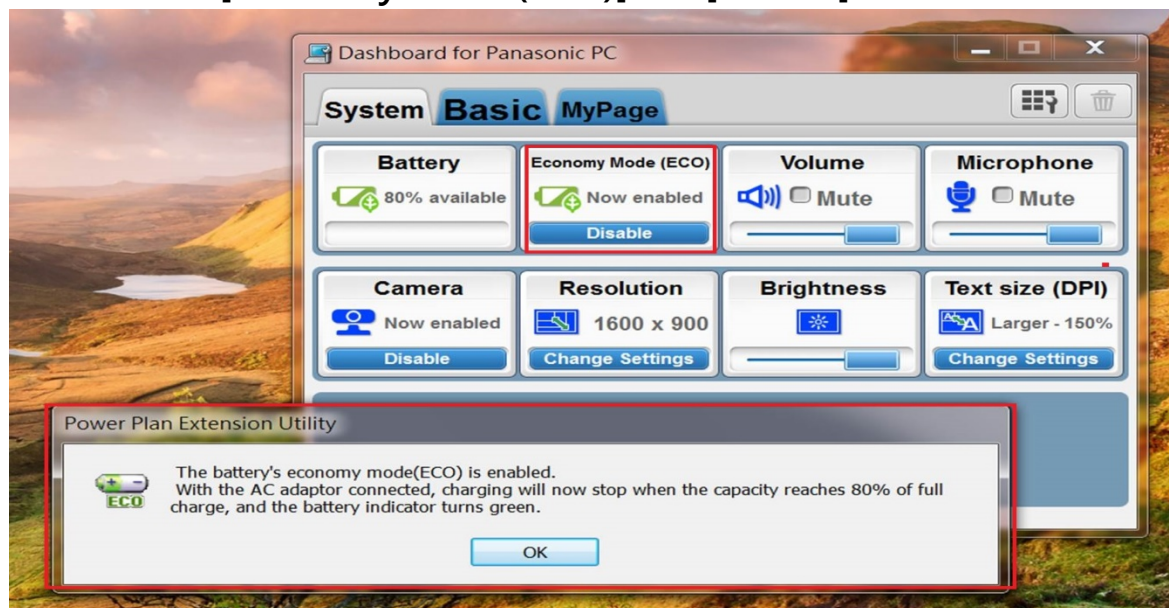 Dashboard for Panasonic PC
System Basic MyPage
Battery
80% available
Economy Mode (ECO)
Now enabled
Disable
Volume
Mute
Microphone
Mute
Camera
Now enabled
Disable
Resolution
1600 x 900
Change Settings
Brightness
Text size (DPI)
Larger - 150%
Change Settings
Power Plan Extension Utility
ECO
The battery's economy mode(ECO) is enabled.
With the AC adaptor connected, charging will now stop when the capacity reaches 80% of full
charge, and the battery indicator turns green.
OK